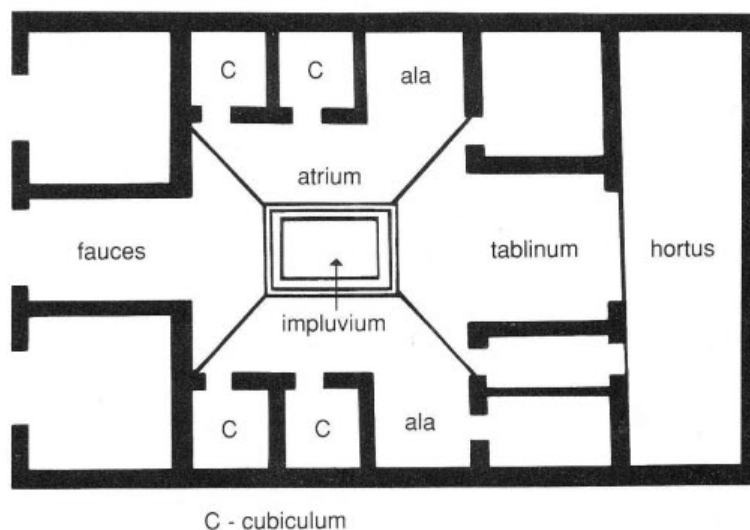 C
C
ala
atrium
fauces
tablinum
hortus
impluvium
C
C
ala
C - cubiculum